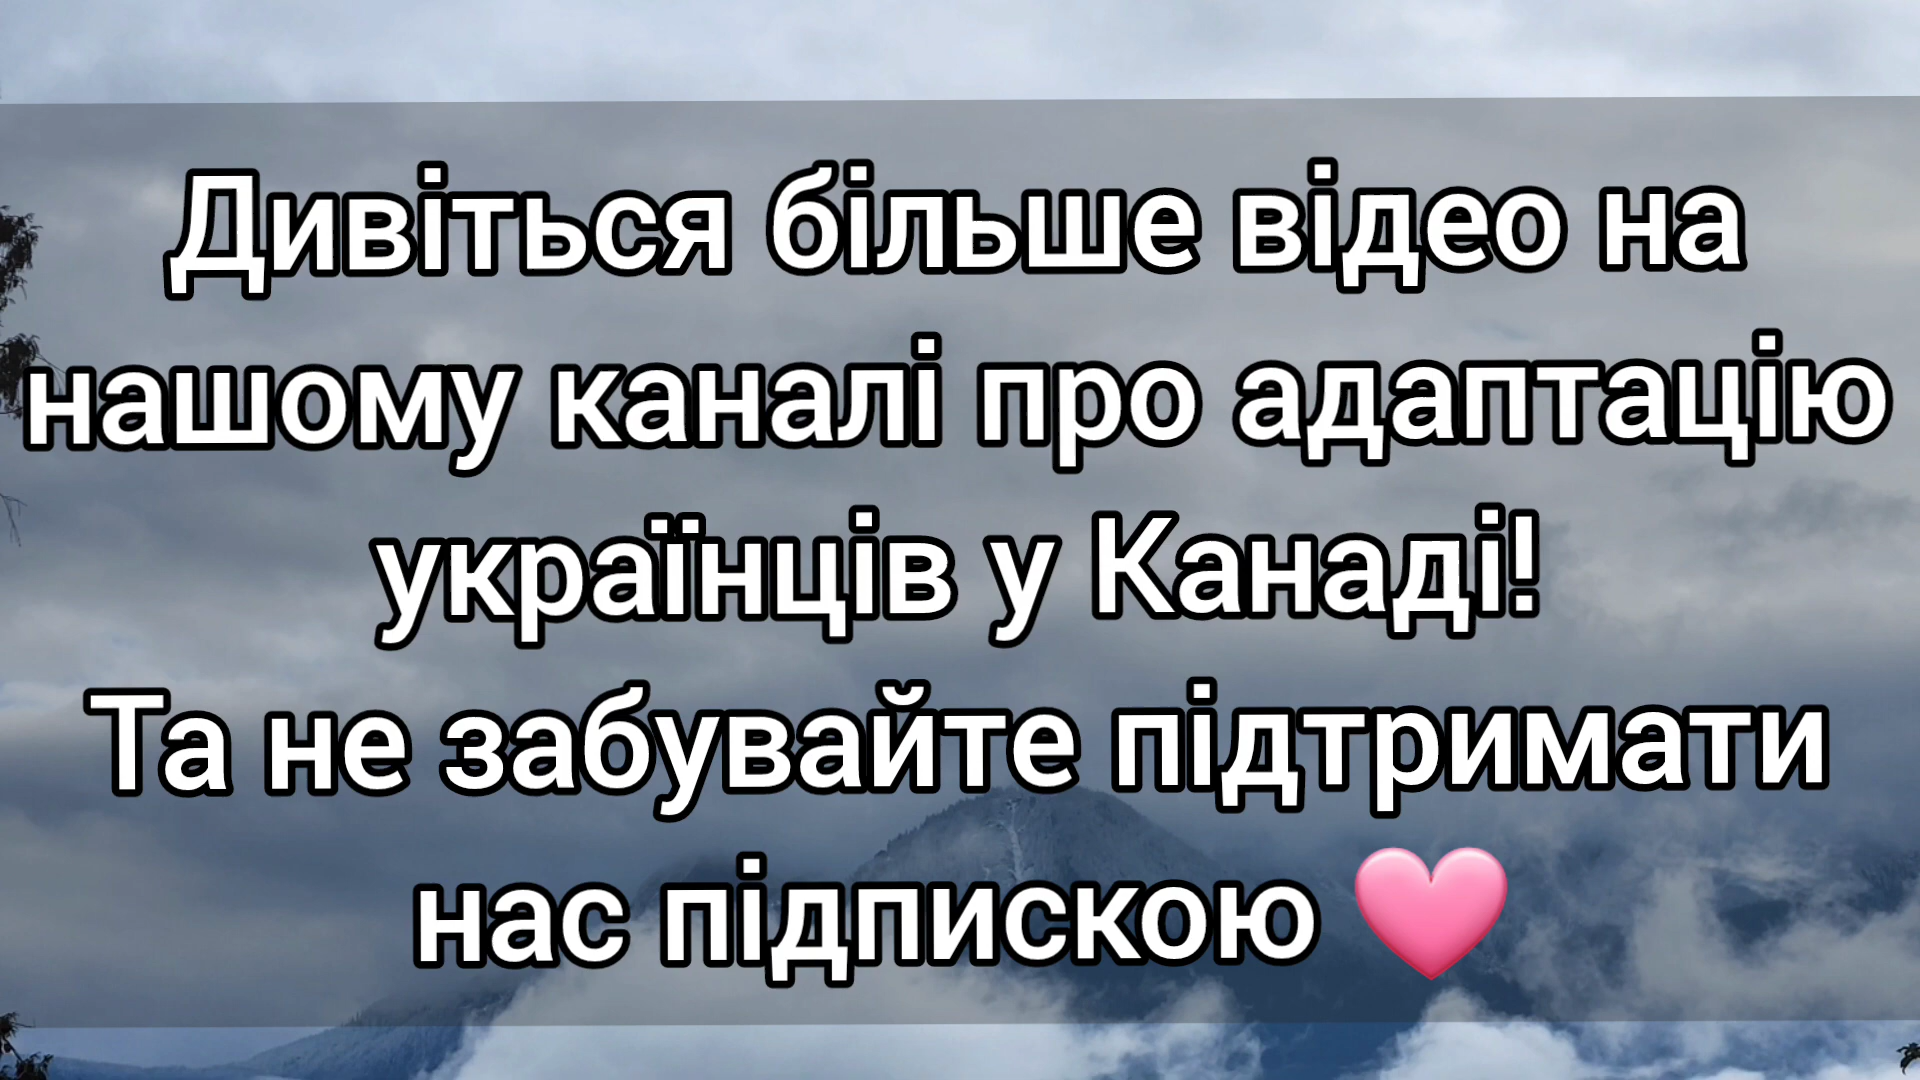 Дивіться більше відео на
нашому каналі про адаптацію
українців у Канаді!
Та не забувайте підтримати
нас підпискою 🩷